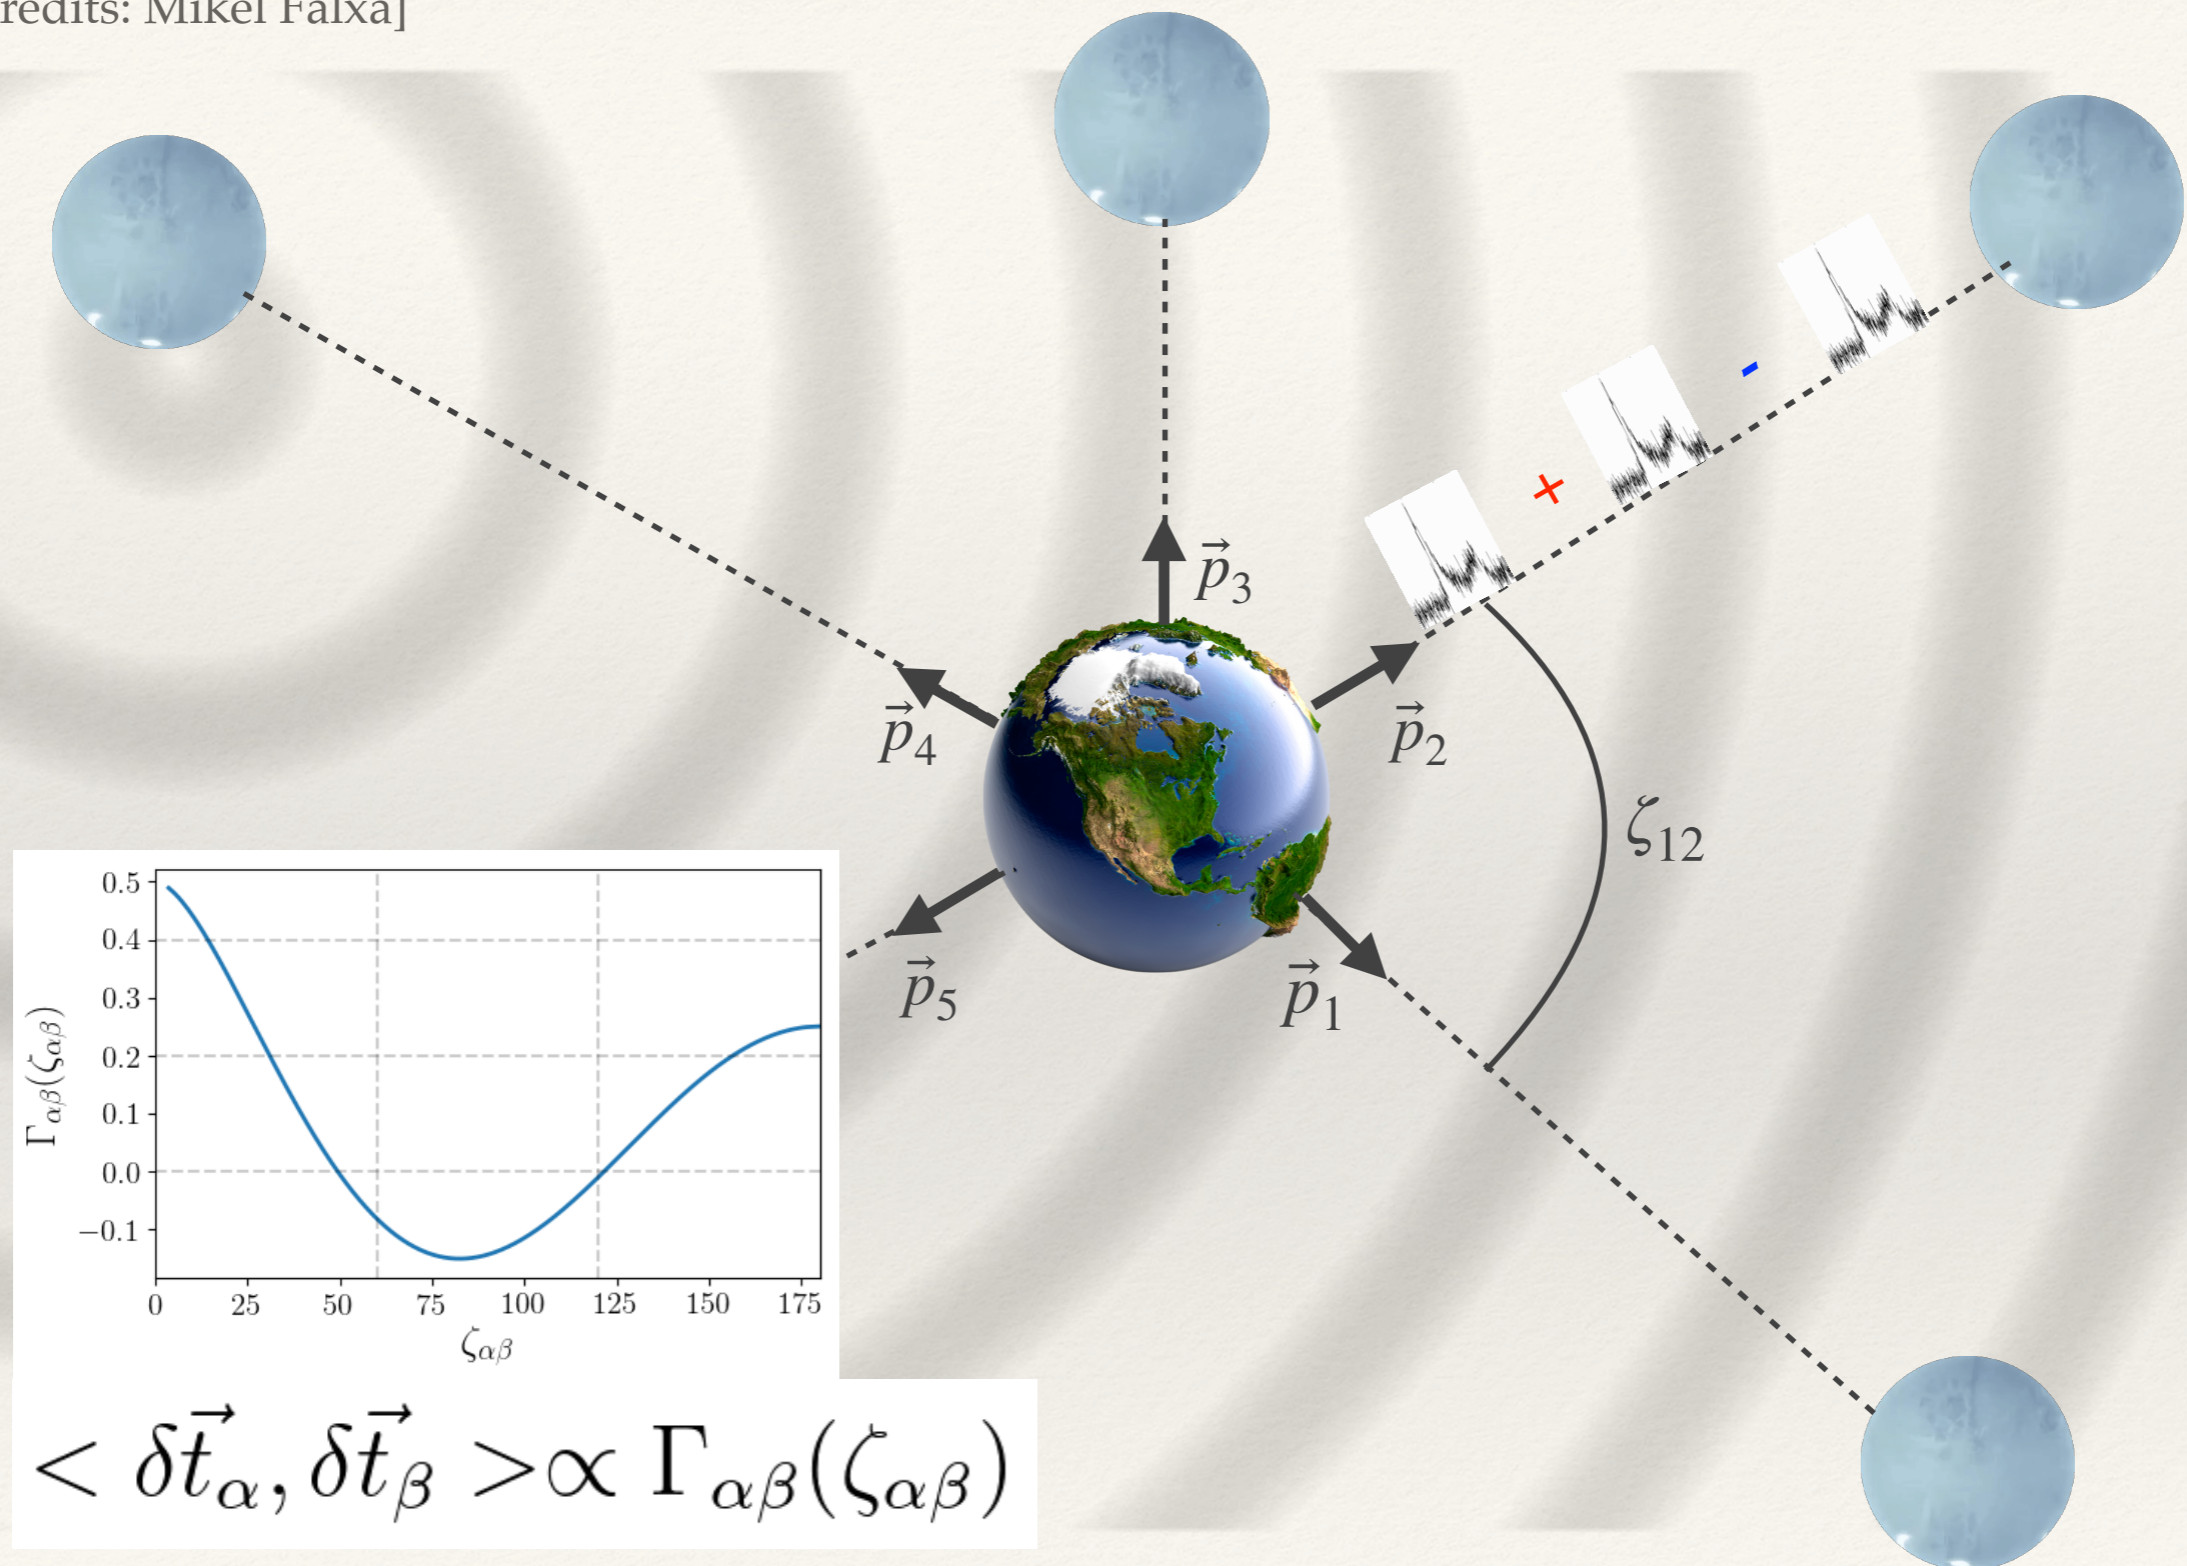 redits: Mikel Falxa]
-
+
p⃗₃
p⃗₄
p⃗₂
ζ₁₂
p⃗₅
p⃗₁
0.5
0.4
0.3
0.2
0.1
0.0
−0.1
Γαβ(ζαβ)
0 25 50 75 100 125 150 175
ζαβ
< δt⃗α, δt⃗β >∝ Γαβ(ζαβ)